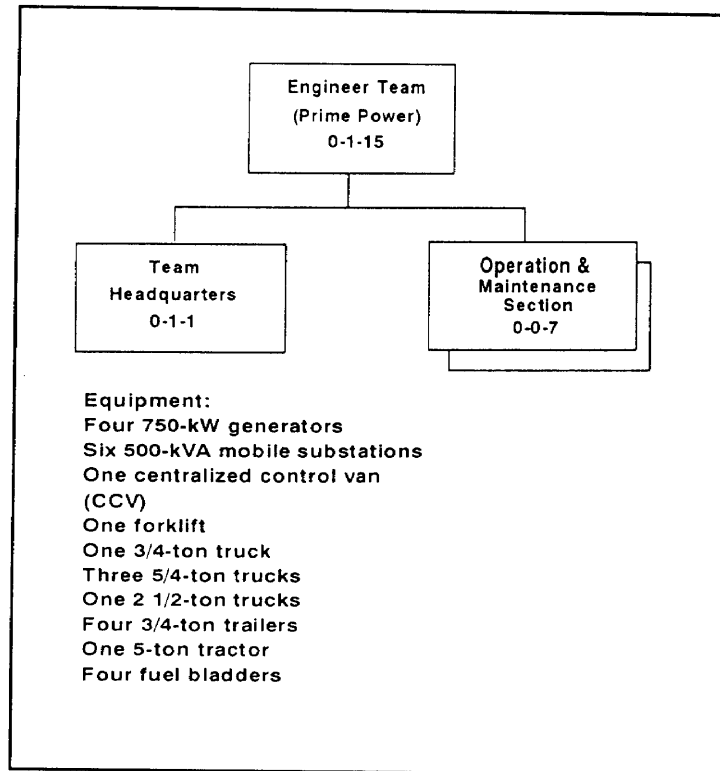 Engineer Team
(Prime Power)
0-1-15
Team
Headquarters
0-1-1
Operation &
Maintenance
Section
0-0-7
Equipment:
Four 750-kW generators
Six 500-kVA mobile substations
One centralized control van
(CCV)
One forklift
One 3/4-ton truck
Three 5/4-ton trucks
One 2 1/2-ton trucks
Four 3/4-ton trailers
One 5-ton tractor
Four fuel bladders